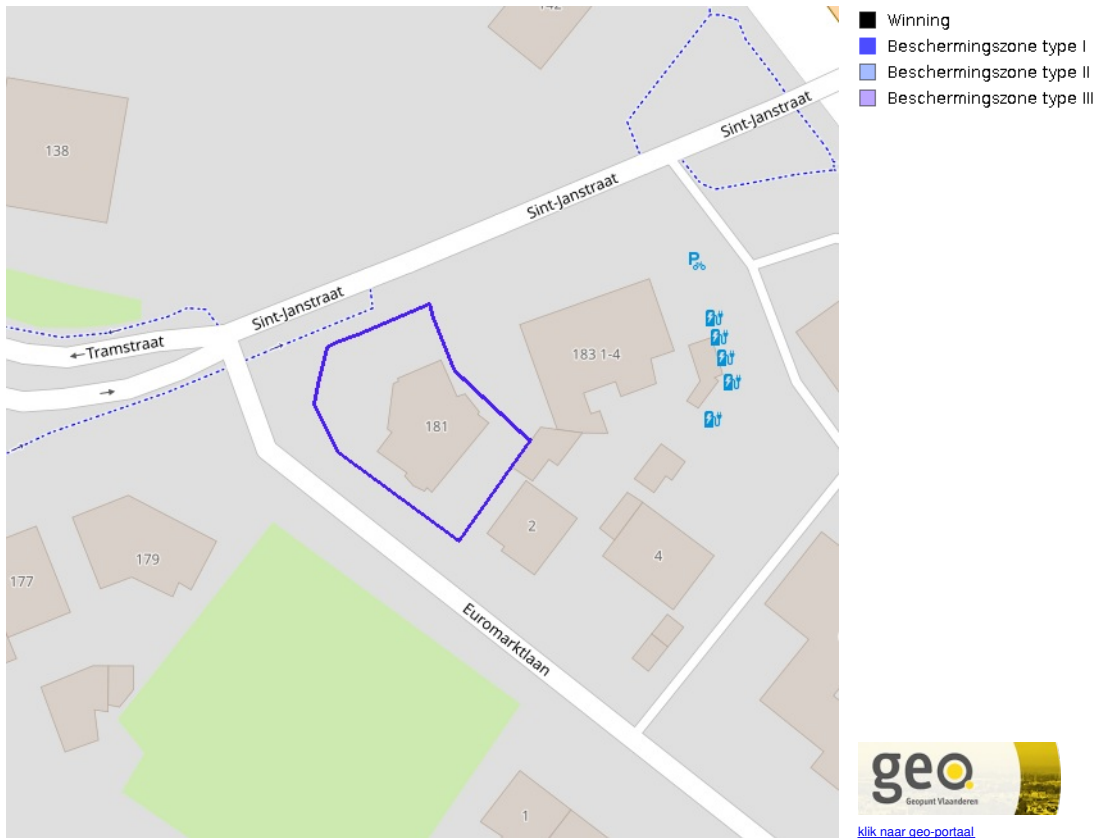 142
Winning
Beschermingszone type I
Beschermingszone type II
Beschermingszone type III
Sint-Janstraat
138
Sint-Janstraat
P
Sint-Janstraat
Tramstraat
183 1-4
181
2
179
4
177
Euromarktlaan
1
geo
Geopunt Vlaanderen
klik naar geo-portaal